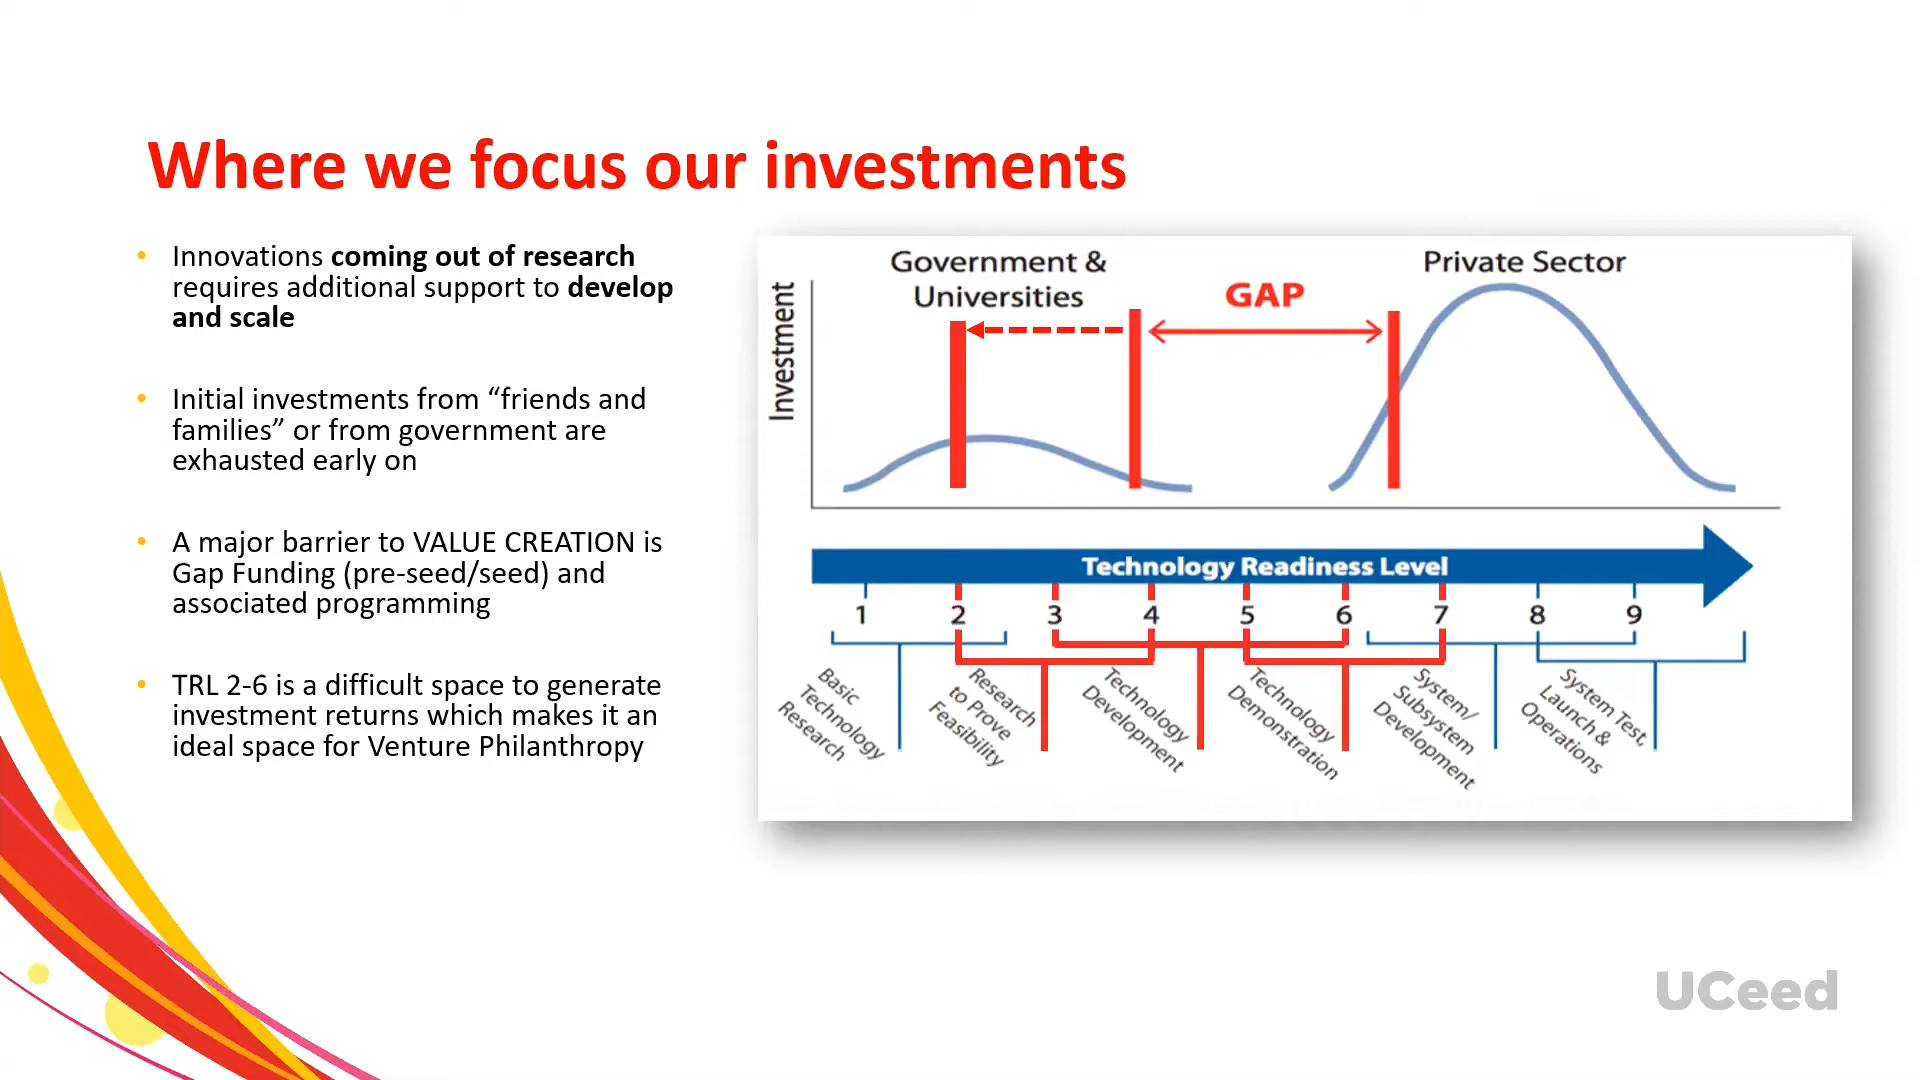 Where we focus our investments
• Innovations coming out of research
requires additional support to develop
and scale
• Initial investments from “friends and
families” or from government are
exhausted early on
• A major barrier to VALUE CREATION is
Gap Funding (pre-seed/seed) and
associated programming
• TRL 2-6 is a difficult space to generate
investment returns which makes it an
ideal space for Venture Philanthropy
Government &
Universities
GAP
Private Sector
Investment
Technology Readiness Level
1 2 3 4 5 6 7 8 9
Basic
Technology
Research
Research
to Prove
Feasibility
Technology
Development
Technology
Demonstration
System/
Subsystem
Development
System Test,
Launch &
Operations
UCeed